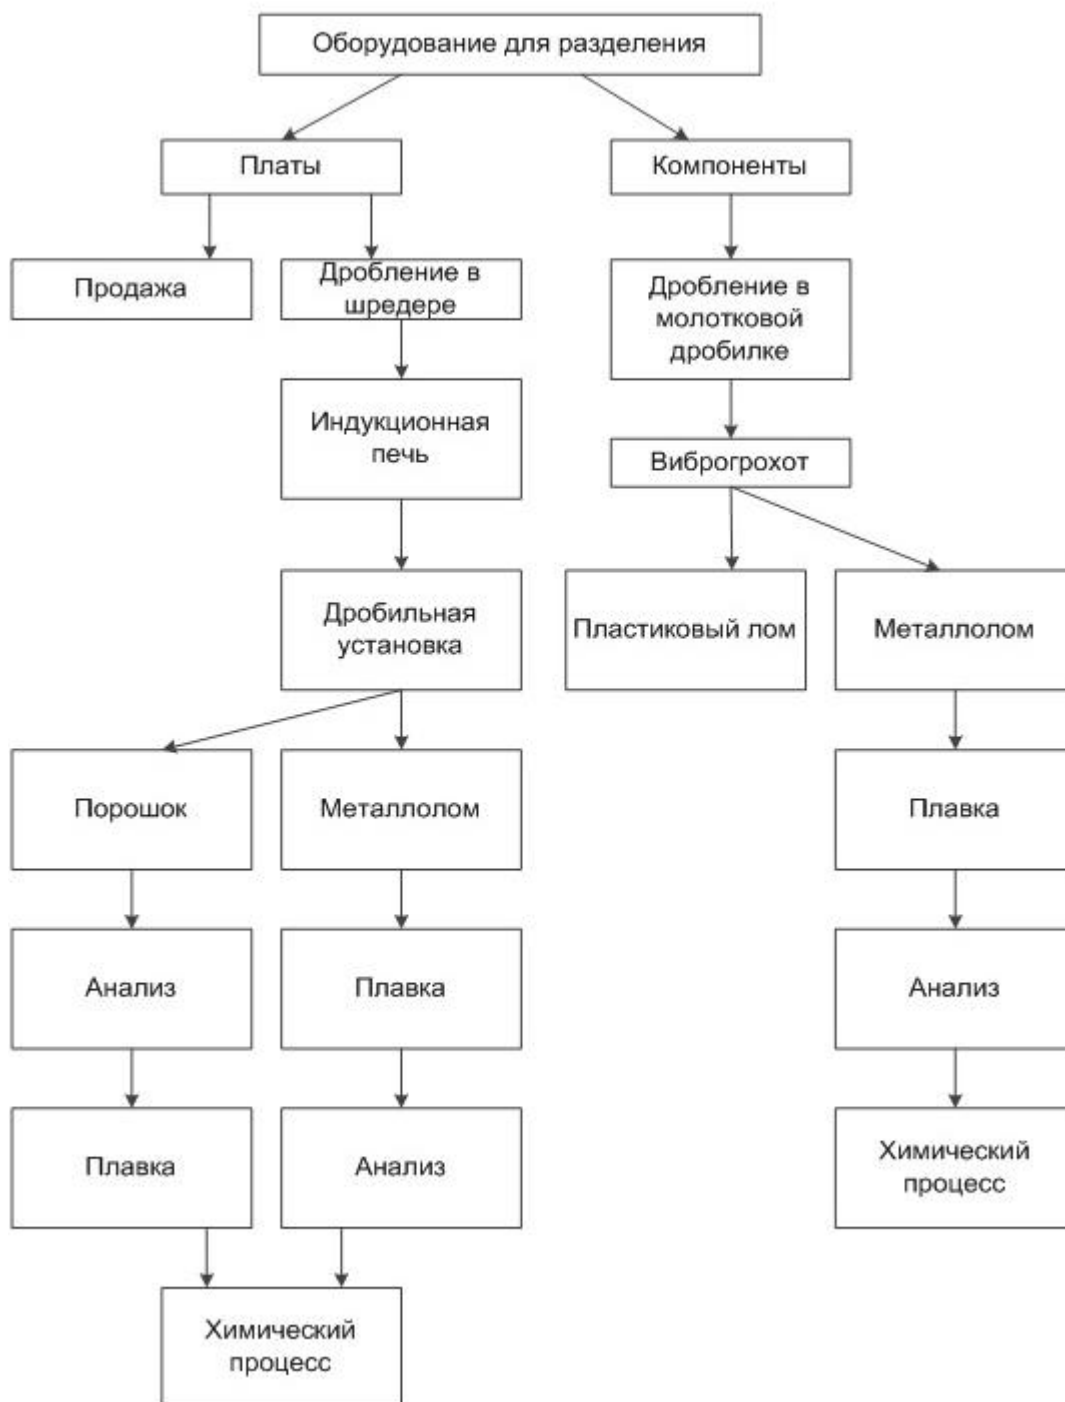 Оборудование для разделения
Платы
Компоненты
Продажа
Дробление в
шредере
Дробление в
молотковой
дробилке
Индукционная
печь
Виброгрохот
Дробильная
установка
Пластиковый лом
Металлолом
Порошок
Металлолом
Плавка
Анализ
Плавка
Анализ
Плавка
Анализ
Химический
процесс
Химический
процесс